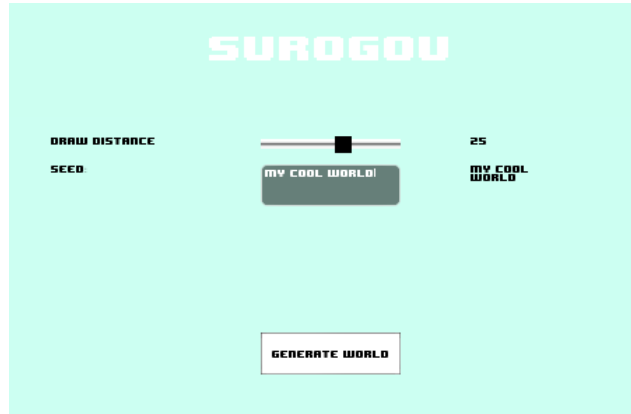 SUROGOU
DRAW DISTANCE
25
SEED:
MY COOL WORLD
MY COOL
WORLD
GENERATE WORLD